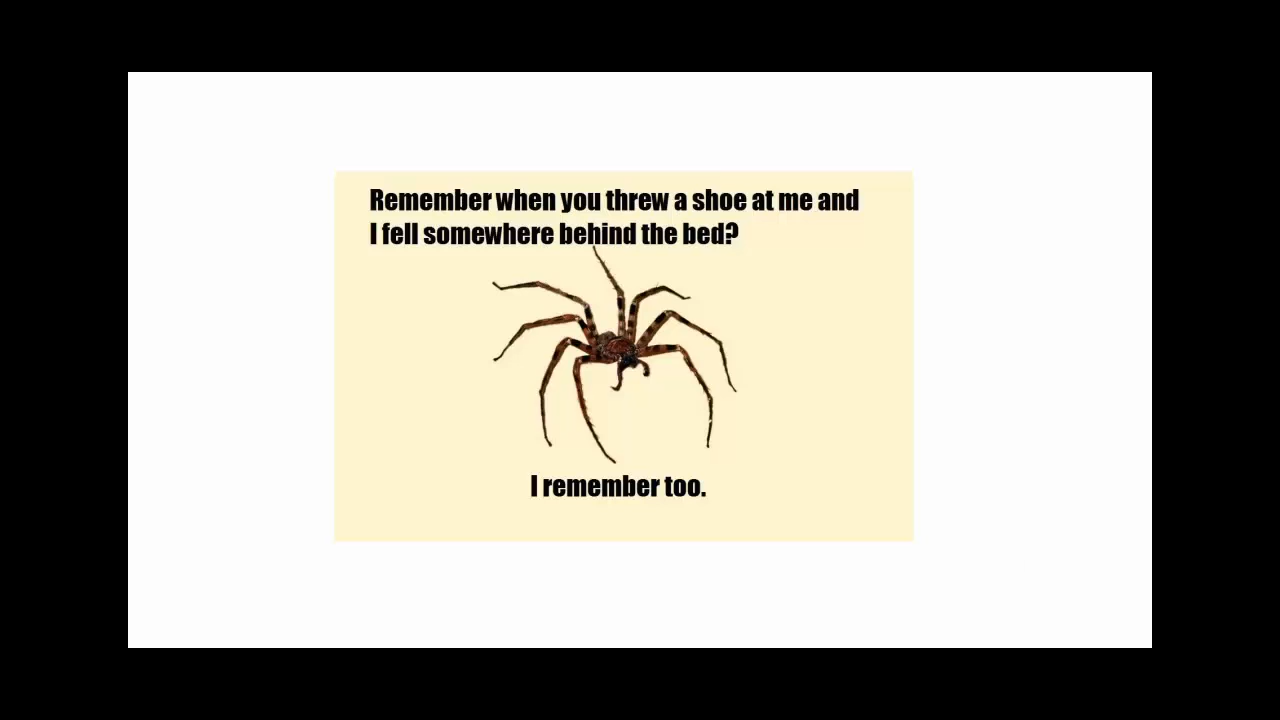 Remember when you threw a shoe at me and
I fell somewhere behind the bed?
I remember too.